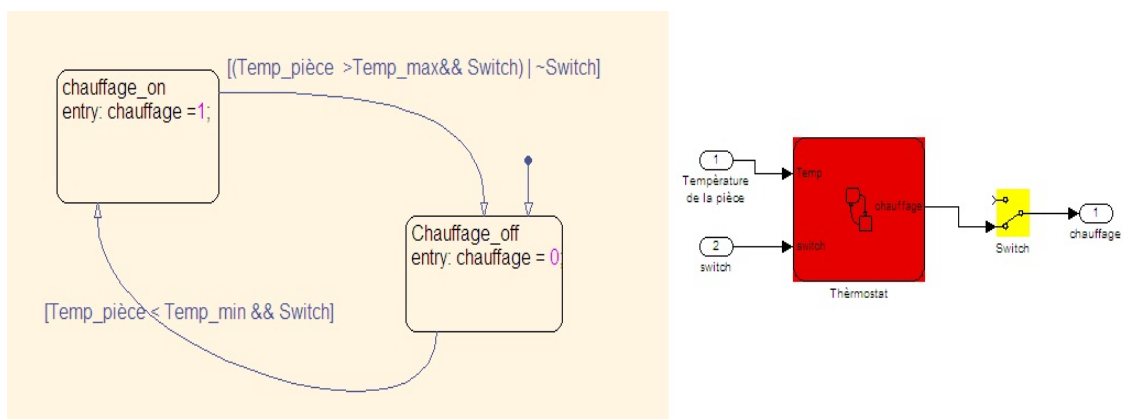 [(Temp_pièce >Temp_max&& Switch) | ~Switch]
chauffage_on
entry: chauffage =1;
Chauffage_off
entry: chauffage = 0;
[Temp_pièce < Temp_min && Switch]
1
Tempèrature
de la pièce
2
switch
Temp
switch
chauffage
Thèrmostat
Switch
1
chauffage